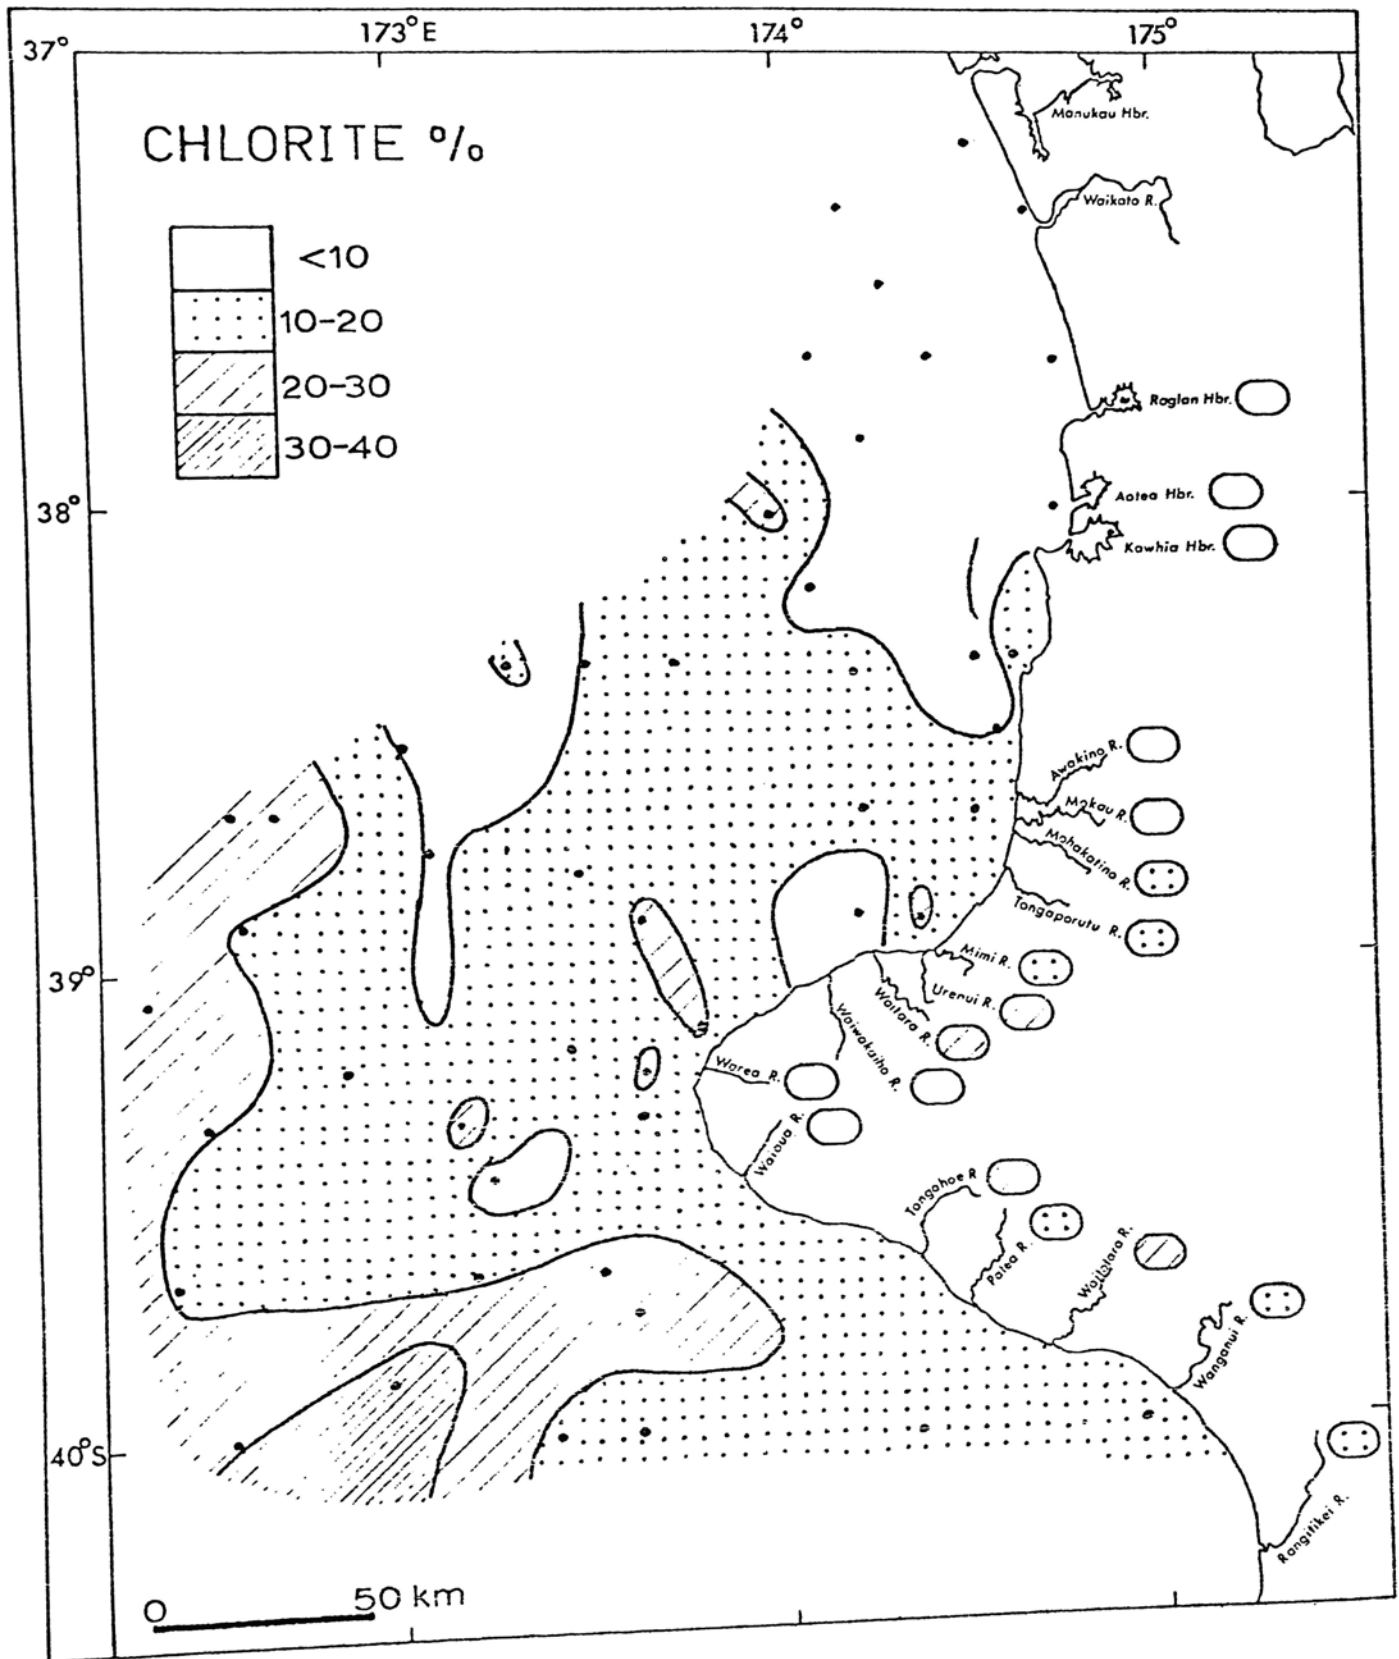 173°E 174° 175°
37°
CHLORITE %
<10
10-20
20-30
30-40
Manukau Hbr.
Waikato R.
Raglan Hbr.
38°
Aotea Hbr.
Kawhia Hbr.
Awakino R.
Mokau R.
Mohakatino R.
Tongaporutu R.
39°
Mimi R.
Urenui R.
Waitara R.
Waiwakaiho R.
Warea R.
Waioua R.
Tangahoe R
Patea R.
Waitotara R.
Wanganui R.
40°S
Rangitikei R.
0 50 km